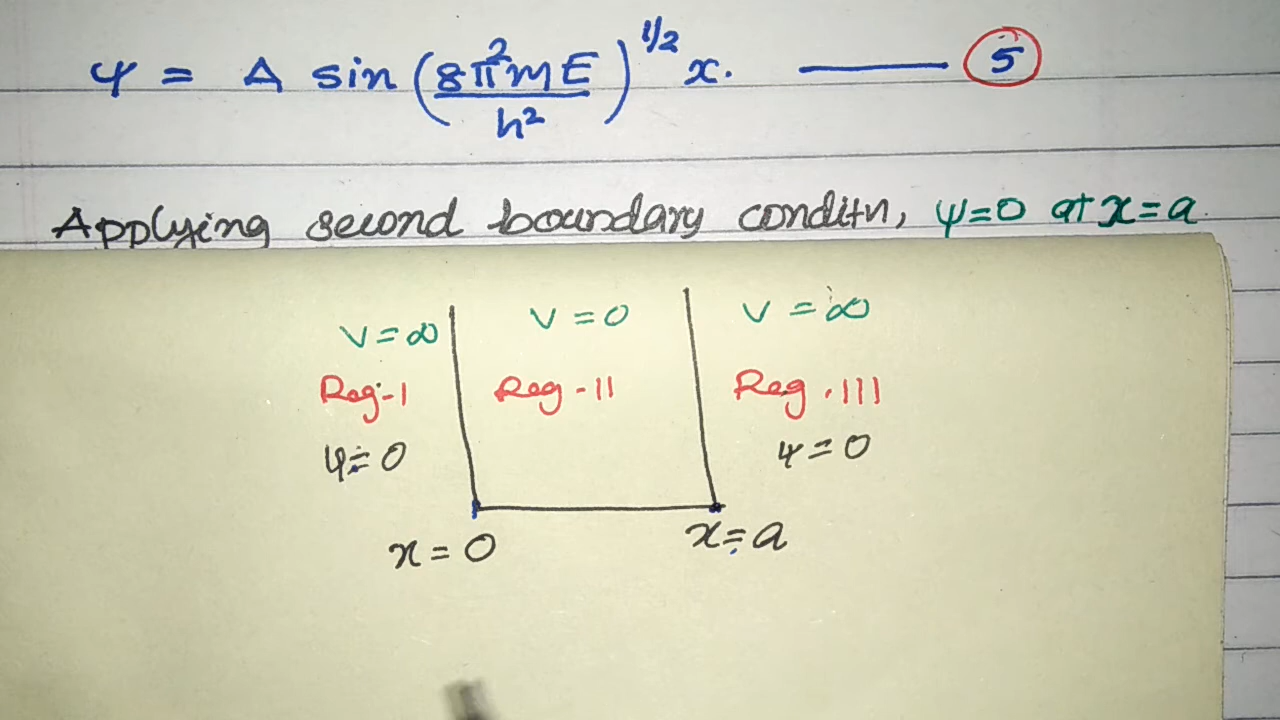 ψ = A sin (8π²mE / h²)^1/2 x. —— 5
Applying second boundary conditn, ψ=0 at x=a
V=∞ V=0 V=∞
Reg-I Reg-II Reg.III
ψ=0 ψ=0
x=0 x=a